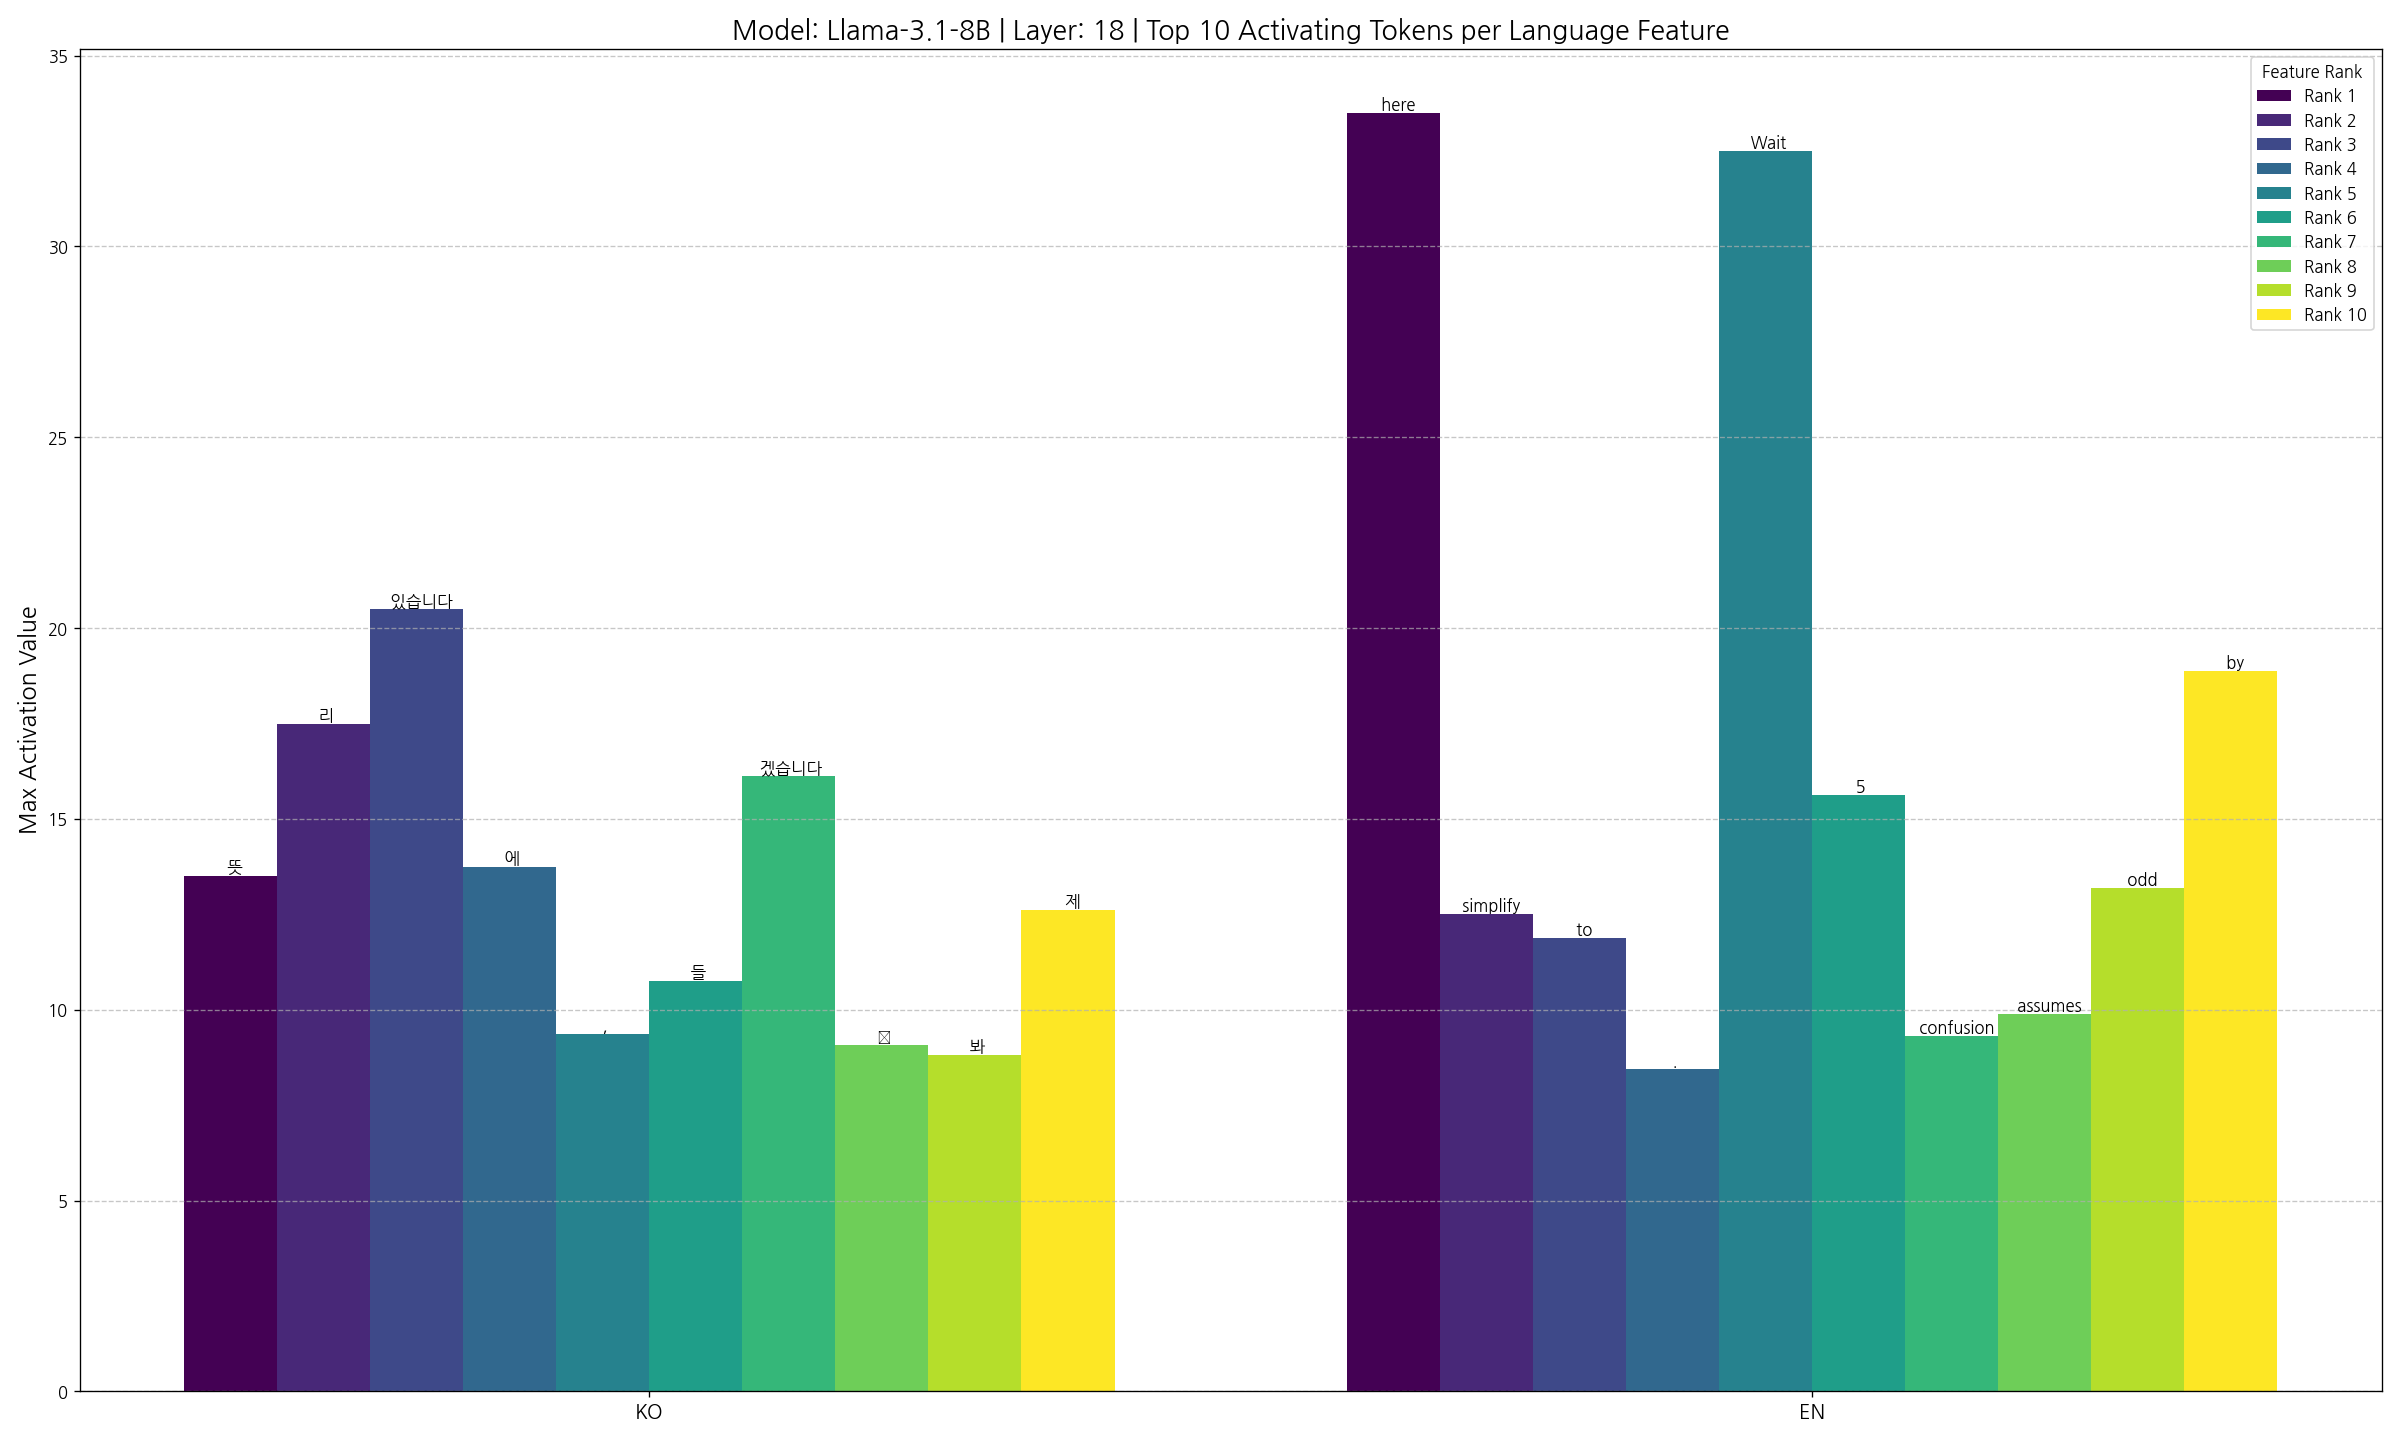 Model: Llama-3.1-8B | Layer: 18 | Top 10 Activating Tokens per Language Feature
Max Activation Value
35
30
25
20
15
10
5
0
뜻
리
있습니다
에
,
들
겠습니다
봐
제
here
simplify
to
.
Wait
5
confusion
assumes
odd
by
KO
EN
Feature Rank
Rank 1
Rank 2
Rank 3
Rank 4
Rank 5
Rank 6
Rank 7
Rank 8
Rank 9
Rank 10